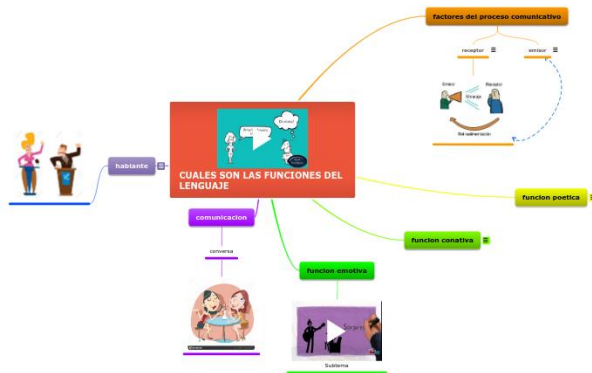 factores del proceso comunicativo
receptor
emisor
Emisor
Receptor
Mensaje
Retroalimentación
CUALES SON LAS FUNCIONES DEL
LENGUAJE
hablante
funcion poetica
comunicacion
funcion conativa
conversa
funcion emotiva
Subtema